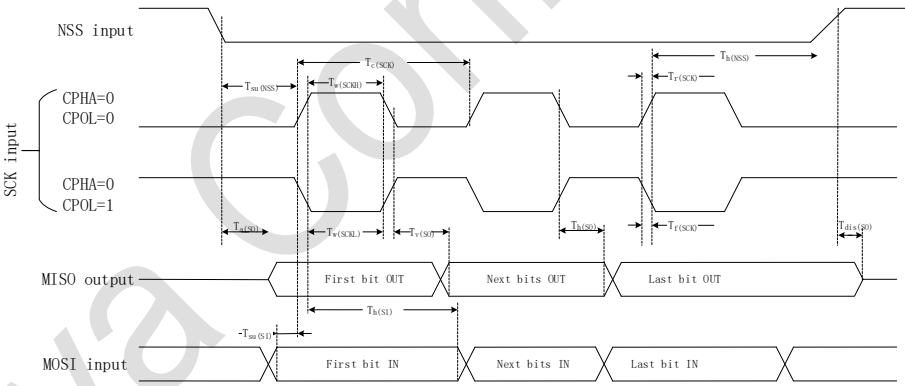 NSS input
Th(NSS)
Tc(SCK)
Tsu(NSS)
Tw(SCKH)
Tr(SCK)
SCK input
CPHA=0
CPOL=0
CPHA=0
CPOL=1
Ta(SO)
Tw(SCKL)
Tv(SO)
Th(SO)
Tf(SCK)
Tdis(SO)
MISO output
First bit OUT
Next bits OUT
Last bit OUT
Th(SI)
Tsu(SI)
MOSI input
First bit IN
Next bits IN
Last bit IN